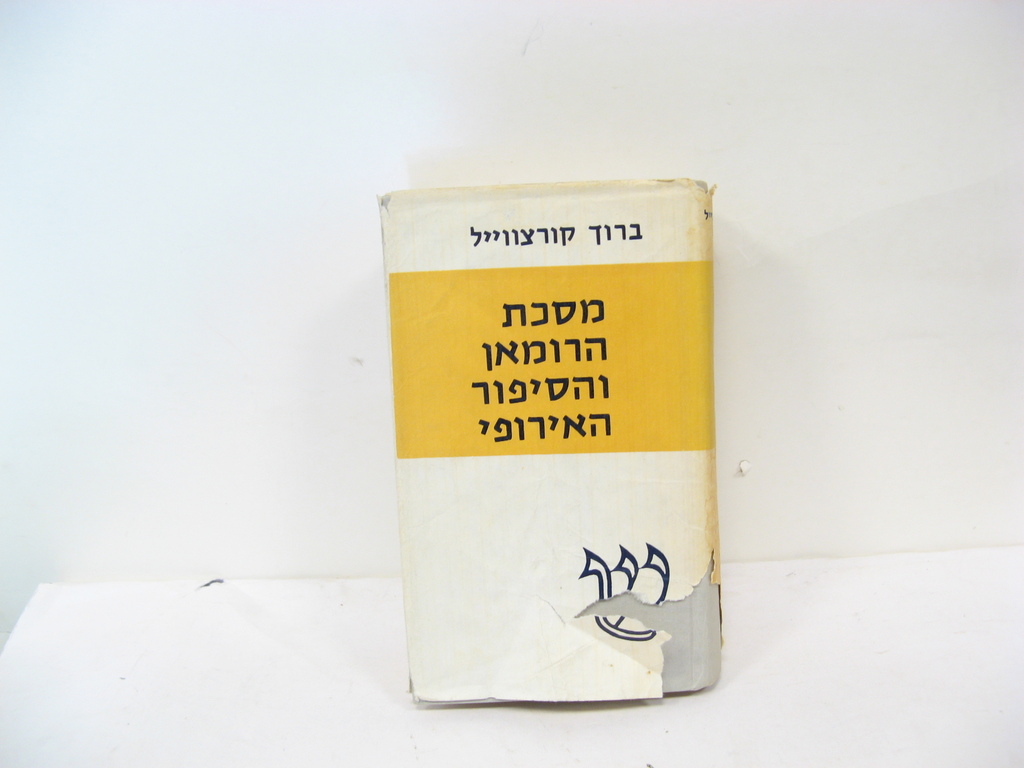 ברוך קורצווייל
מסכת
הרומאן
והסיפור
האירופי